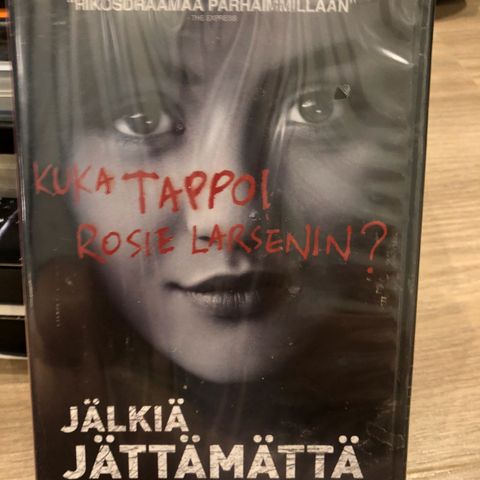 "RIKOSDRAAMAA PARHAIMMILLAAN"
- THE EXPRESS
KUKA TAPPOI
ROSIE LARSENIN?
JÄLKIÄ
JÄTTÄMÄTTÄ